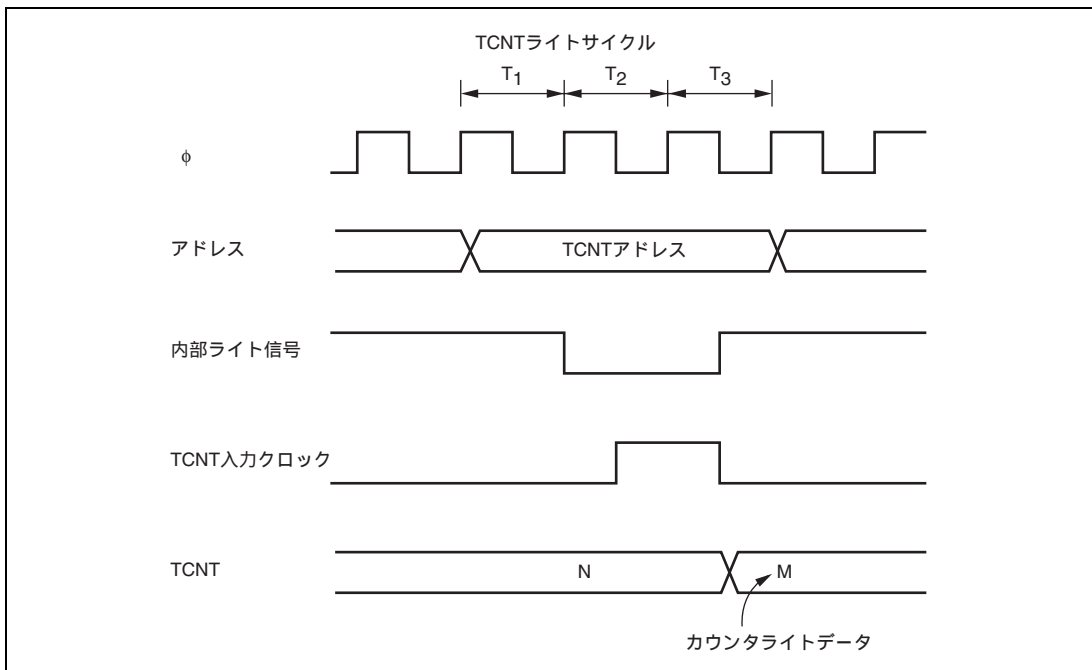 TCNTライトサイクル
T1 T2 T3
φ
アドレス TCNTアドレス
内部ライト信号
TCNT入力クロック
TCNT N M
カウンタライトデータ